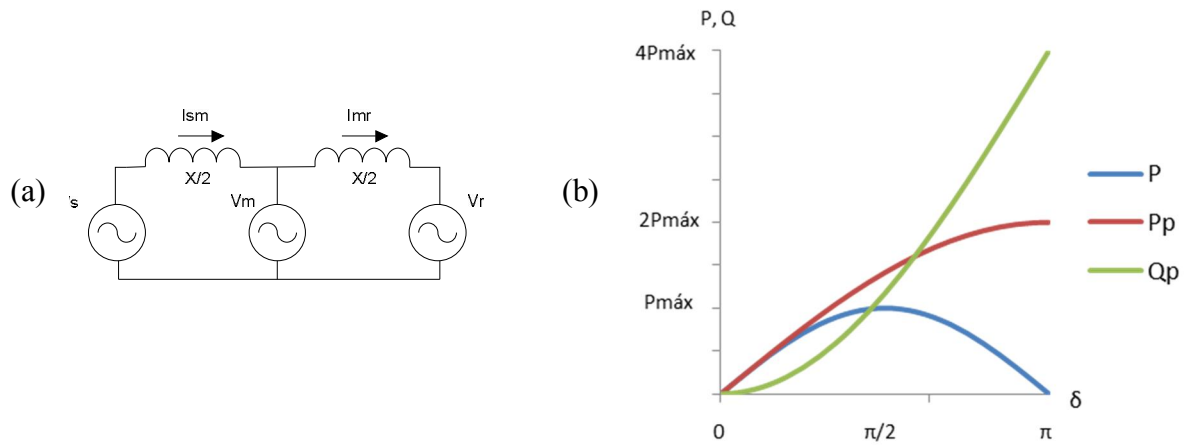 (a)
Ism
Imr
X/2
X/2
s
Vm
Vr
(b)
P, Q
4Pmáx
2Pmáx
Pmáx
0
π/2
π
δ
P
Pp
Qp